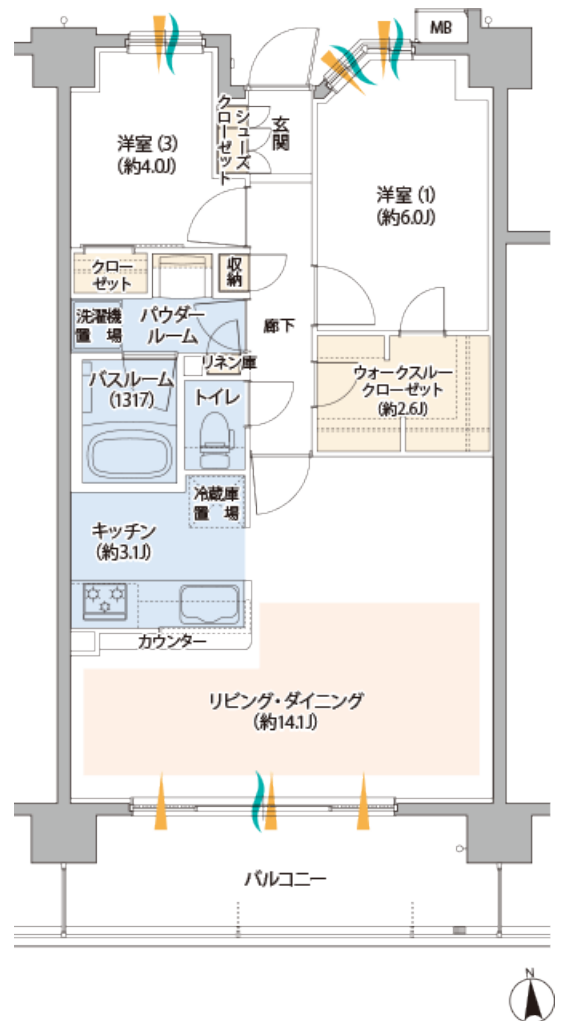 MB
洋室(3)
(約4.0J)
シューズ
クローゼット
玄関
洋室(1)
(約6.0J)
クロー
ゼット
収納
洗濯機
置場
パウダー
ルーム
廊下
リネン庫
バスルーム
(1317)
トイレ
ウォークスルー
クローゼット
(約2.6J)
冷蔵庫
置場
キッチン
(約3.1J)
カウンター
リビング・ダイニング
(約14.1J)
バルコニー
N